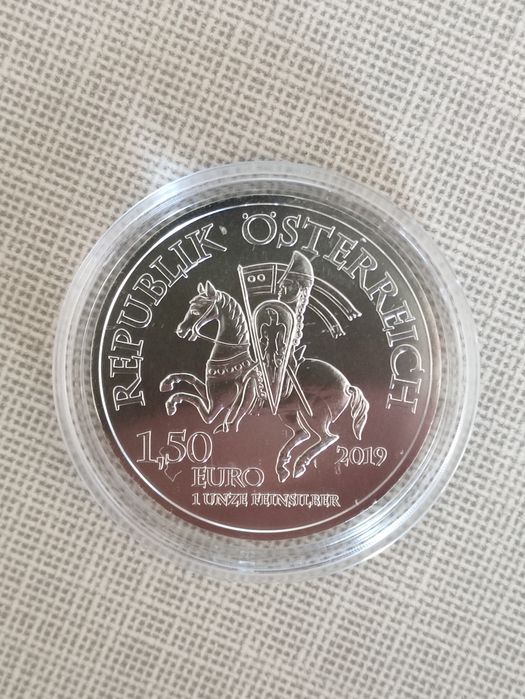 REPUBLIK ÖSTERREICH
1,50
EURO
2019
1 UNZE FEINSILBER